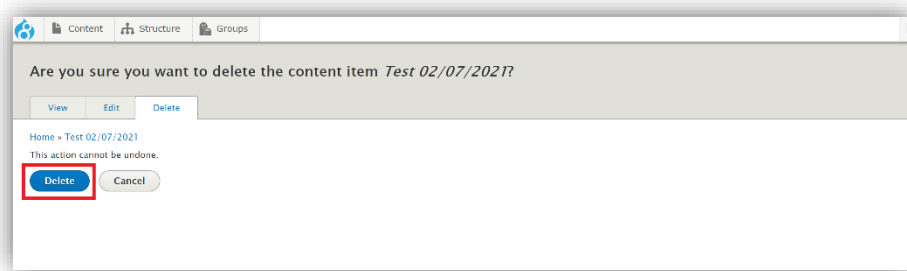 Content Structure Groups
Are you sure you want to delete the content item Test 02/07/2021?
View Edit Delete
Home » Test 02/07/2021
This action cannot be undone.
Delete Cancel